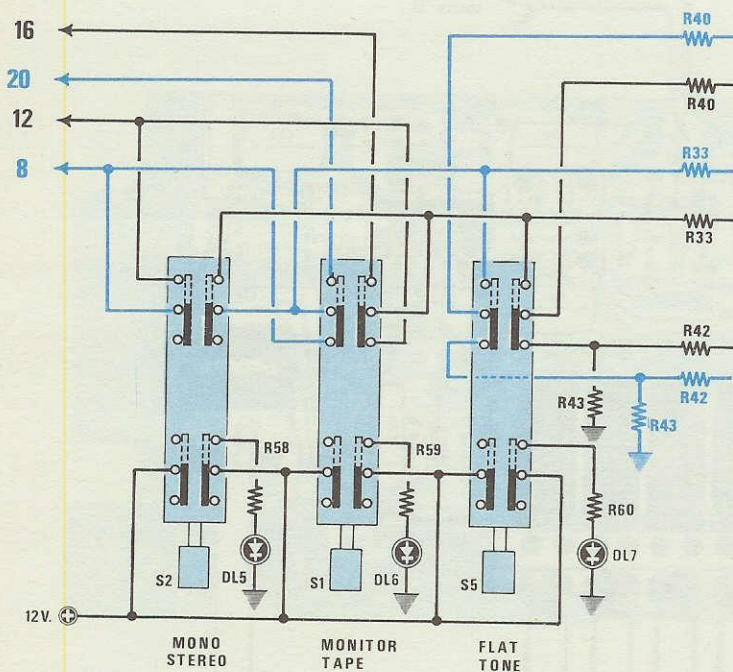 16
R40
20
R40
12
R33
8
R33
R42
R42
R43
R43
R58
R59
R60
S2
DL5
S1
DL6
S5
DL7
12V.
MONO
STEREO
MONITOR
TAPE
FLAT
TONE